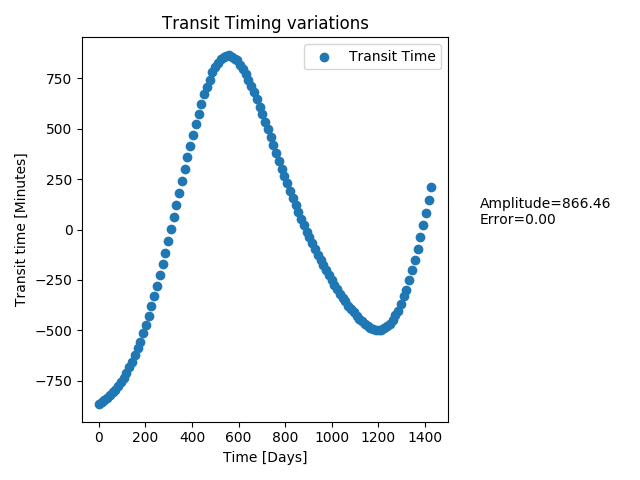 Transit Timing variations
Transit Time
Transit time [Minutes]
750
500
250
0
−250
−500
−750
0 200 400 600 800 1000 1200 1400
Time [Days]
Amplitude=866.46
Error=0.00